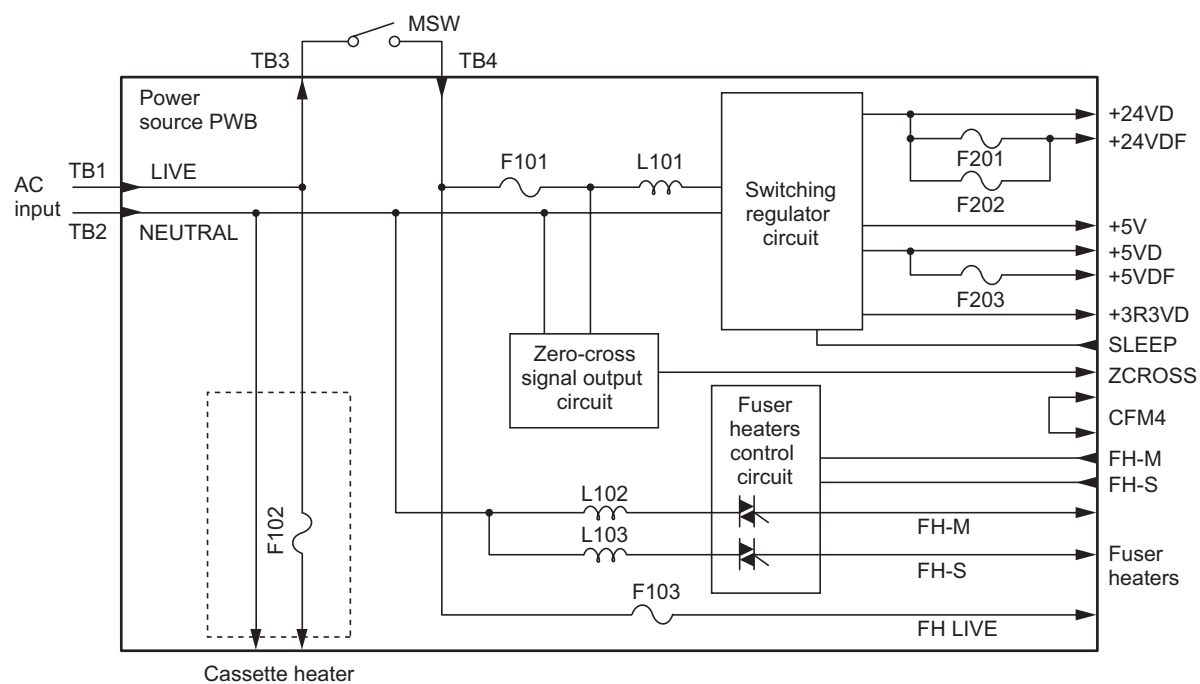 MSW
TB3
TB4
Power
source PWB
+24VD
+24VDF
F101
L101
F201
TB1
LIVE
AC
input
Switching
regulator
circuit
F202
TB2
NEUTRAL
+5V
+5VD
+5VDF
F203
+3R3VD
SLEEP
Zero-cross
signal output
circuit
ZCROSS
Fuser
heaters
control
circuit
CFM4
FH-M
FH-S
L102
F102
FH-M
L103
Fuser
heaters
FH-S
F103
FH LIVE
Cassette heater